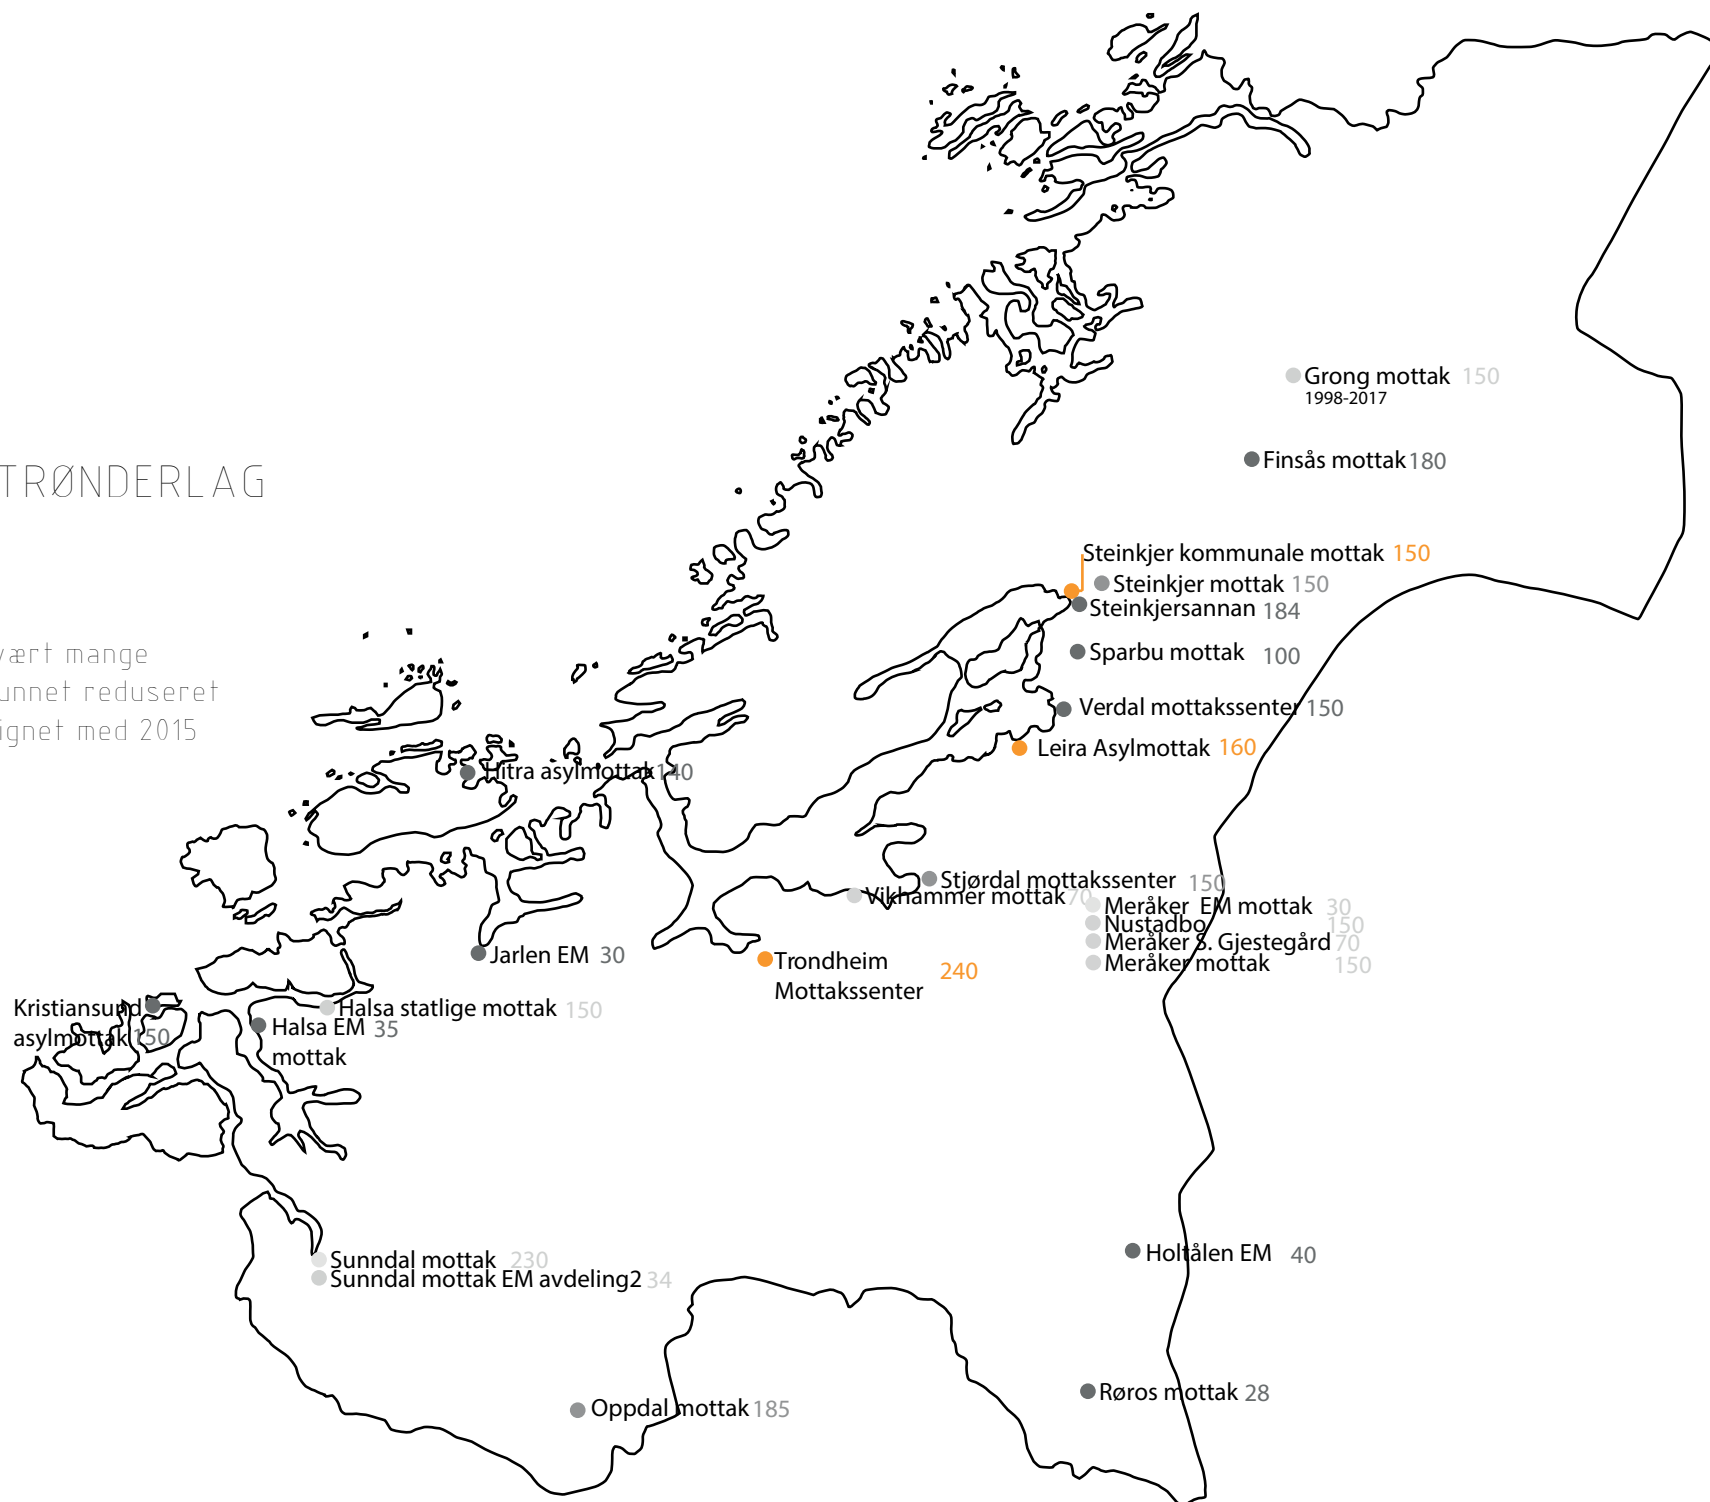 Grong mottak 150
1998-2017
Finsås mottak 180
TRØNDERLAG
Steinkjer kommunale mottak 150
Steinkjer mottak 150
Steinkjersannan 184
vært mange
Sparbu mottak 100
unnet reduseret
ignet med 2015
Verdal mottakssenter 150
Leira Asylmottak 160
Hitra asylmottak 140
Stjørdal mottakssenter 150
Vikhammer mottak 70
Meråker EM mottak 30
Nustadbo 150
Meråker S. Gjestegård 70
Meråker mottak 150
Jarlen EM 30
Trondheim
Mottakssenter 240
Kristiansund
asylmottak 150
Halsa statlige mottak 150
Halsa EM 35
mottak
Sunndal mottak 230
Sunndal mottak EM avdeling2 34
Holtålen EM 40
Røros mottak 28
Oppdal mottak 185